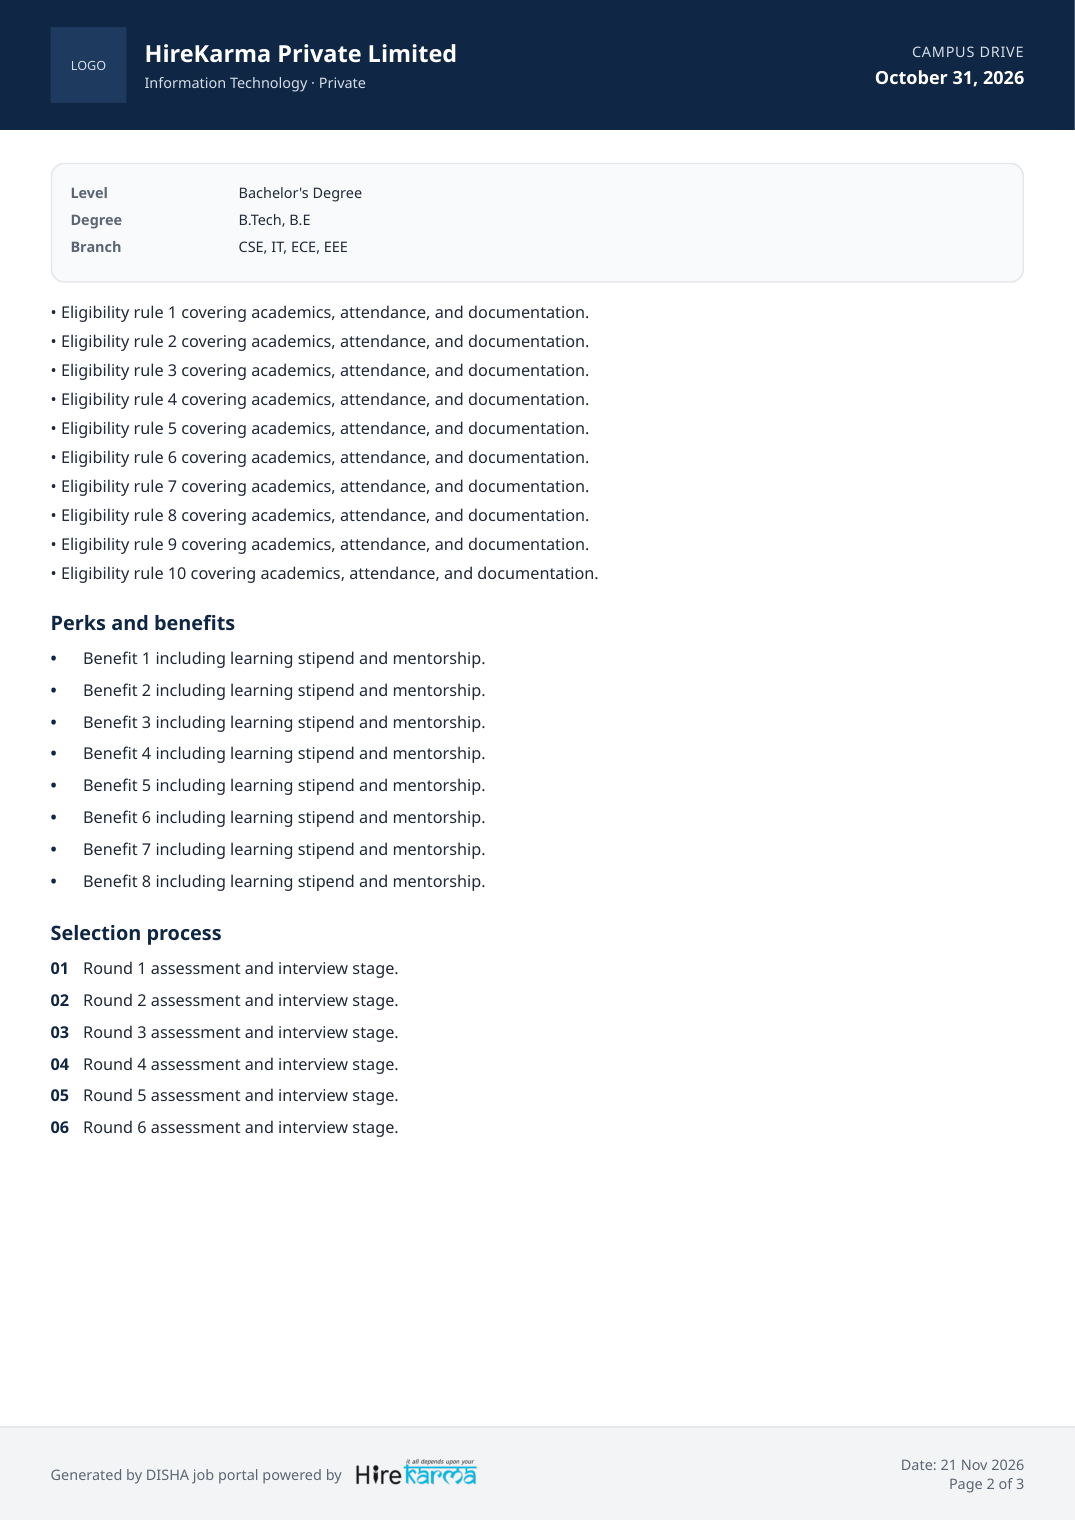 LOGO
HireKarma Private Limited
Information Technology · Private
CAMPUS DRIVE
October 31, 2026
Level Bachelor's Degree
Degree B.Tech, B.E
Branch CSE, IT, ECE, EEE
• Eligibility rule 1 covering academics, attendance, and documentation.
• Eligibility rule 2 covering academics, attendance, and documentation.
• Eligibility rule 3 covering academics, attendance, and documentation.
• Eligibility rule 4 covering academics, attendance, and documentation.
• Eligibility rule 5 covering academics, attendance, and documentation.
• Eligibility rule 6 covering academics, attendance, and documentation.
• Eligibility rule 7 covering academics, attendance, and documentation.
• Eligibility rule 8 covering academics, attendance, and documentation.
• Eligibility rule 9 covering academics, attendance, and documentation.
• Eligibility rule 10 covering academics, attendance, and documentation.
Perks and benefits
• Benefit 1 including learning stipend and mentorship.
• Benefit 2 including learning stipend and mentorship.
• Benefit 3 including learning stipend and mentorship.
• Benefit 4 including learning stipend and mentorship.
• Benefit 5 including learning stipend and mentorship.
• Benefit 6 including learning stipend and mentorship.
• Benefit 7 including learning stipend and mentorship.
• Benefit 8 including learning stipend and mentorship.
Selection process
01 Round 1 assessment and interview stage.
02 Round 2 assessment and interview stage.
03 Round 3 assessment and interview stage.
04 Round 4 assessment and interview stage.
05 Round 5 assessment and interview stage.
06 Round 6 assessment and interview stage.
Generated by DISHA job portal powered by
it all depends upon your
Hire karma
Date: 21 Nov 2026
Page 2 of 3